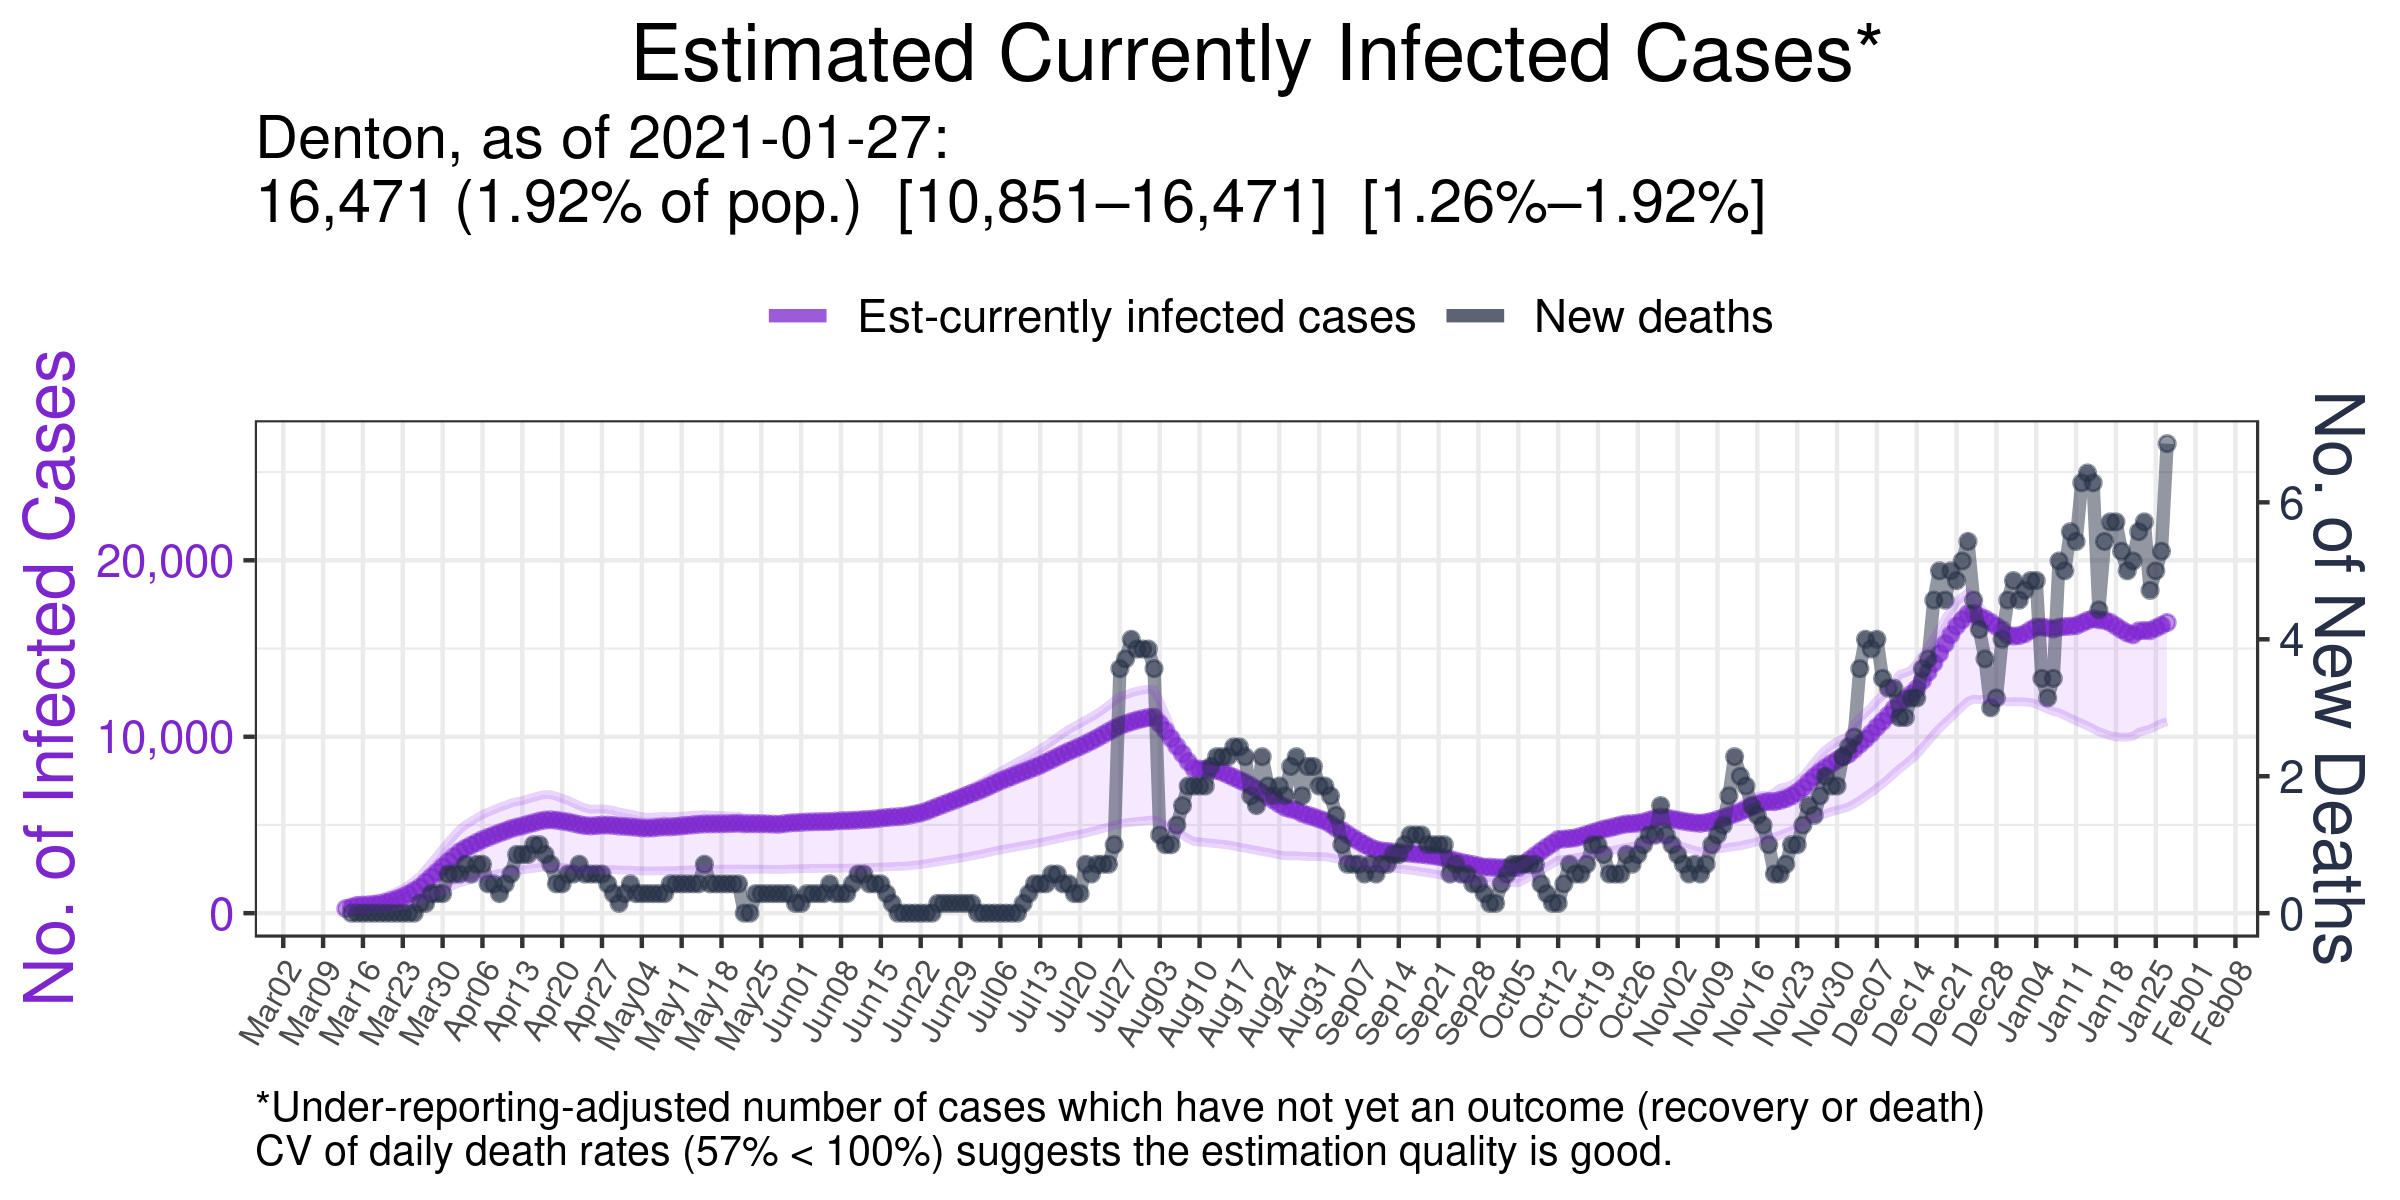 Estimated Currently Infected Cases*
Denton, as of 2021-01-27:
16,471 (1.92% of pop.) [10,851–16,471] [1.26%–1.92%]
Est-currently infected cases New deaths
No. of Infected Cases
20,000
10,000
0
6
4
2
0
No. of New Deaths
Mar02 Mar09 Mar16 Mar23 Mar30 Apr06 Apr13 Apr20 Apr27 May04 May11 May18 May25 Jun01 Jun08 Jun15 Jun22 Jun29 Jul06 Jul13 Jul20 Jul27 Aug03 Aug10 Aug17 Aug24 Aug31 Sep07 Sep14 Sep21 Sep28 Oct05 Oct12 Oct19 Oct26 Nov02 Nov09 Nov16 Nov23 Nov30 Dec07 Dec14 Dec21 Dec28 Jan04 Jan11 Jan18 Jan25 Feb01 Feb08
*Under-reporting-adjusted number of cases which have not yet an outcome (recovery or death)
CV of daily death rates (57% < 100%) suggests the estimation quality is good.